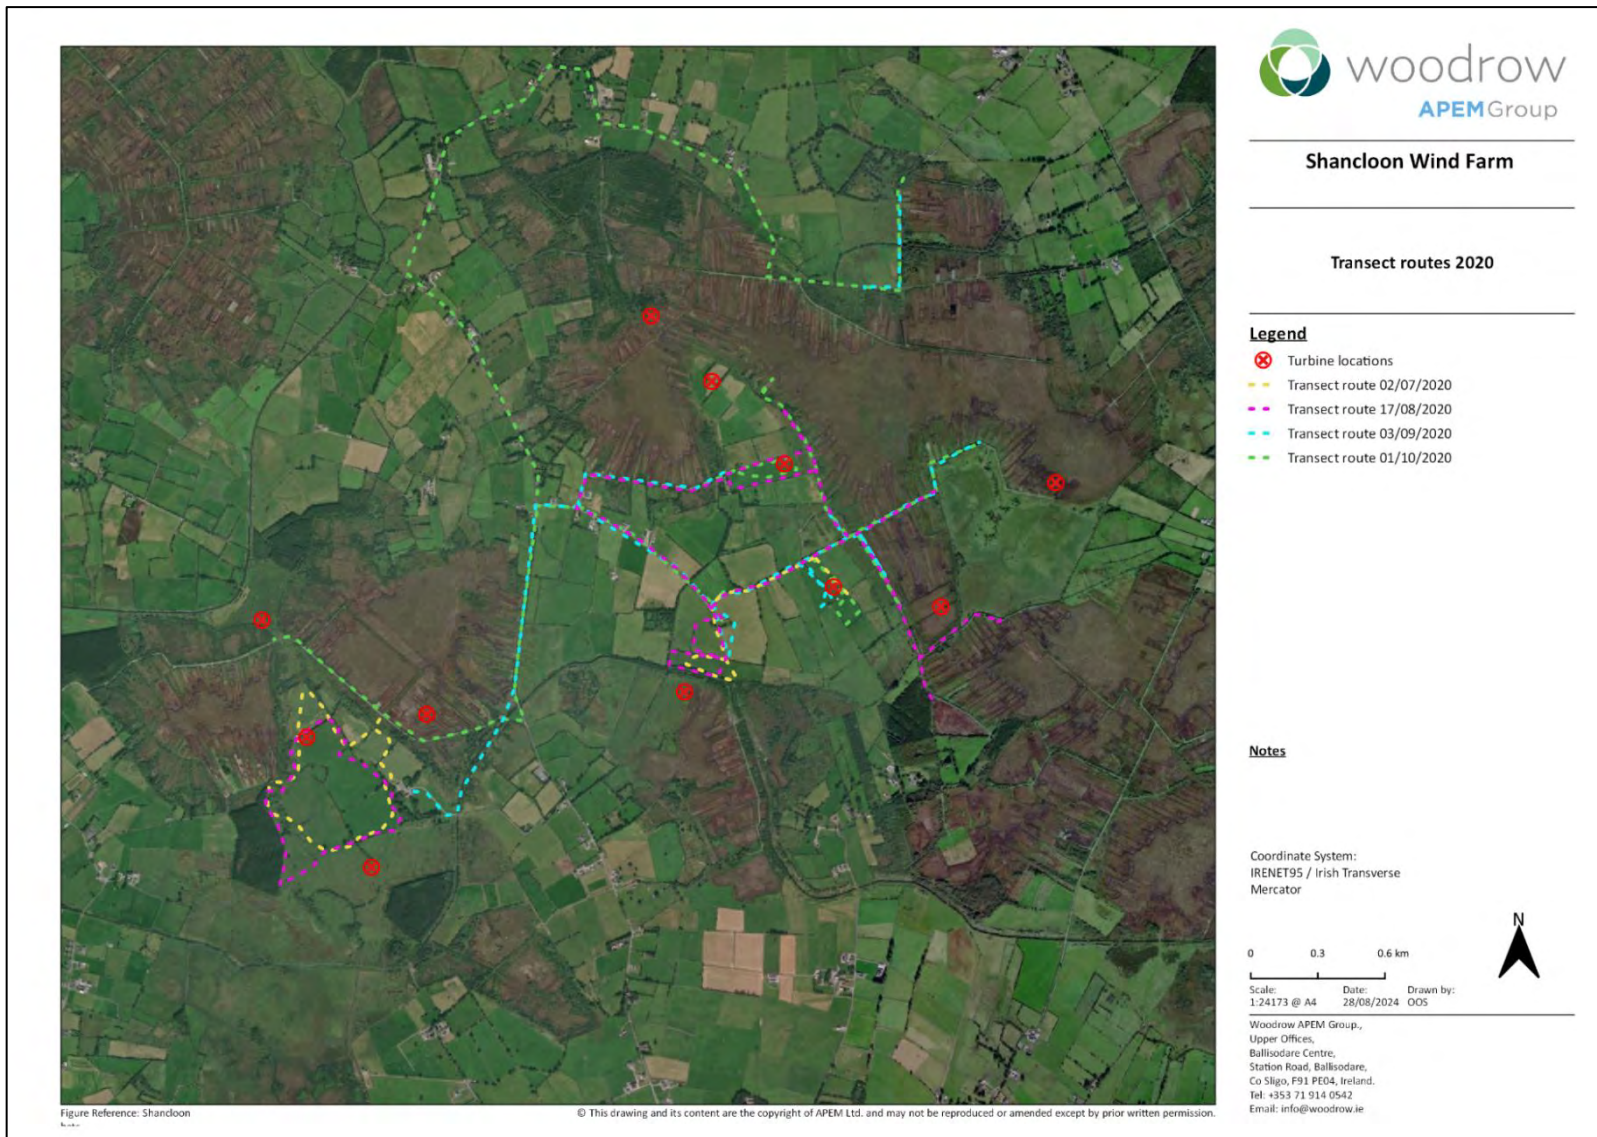 woodrow
APEMGroup
Shancloon Wind Farm
Transect routes 2020
Legend
Turbine locations
Transect route 02/07/2020
Transect route 17/08/2020
Transect route 03/09/2020
Transect route 01/10/2020
Notes
Coordinate System:
IRENET95 / Irish Transverse
Mercator
N
0 0.3 0.6 km
Scale: Date: Drawn by:
1:24173 @ A4 28/08/2024 OOS
Woodrow APEM Group.,
Upper Offices,
Ballisodare Centre,
Station Road, Ballisodare,
Co Sligo, F91 PE04, Ireland.
Tel: +353 71 914 0542
Email: info@woodrow.ie
Figure Reference: Shancloon
© This drawing and its content are the copyright of APEM Ltd. and may not be reproduced or amended except by prior written permission.